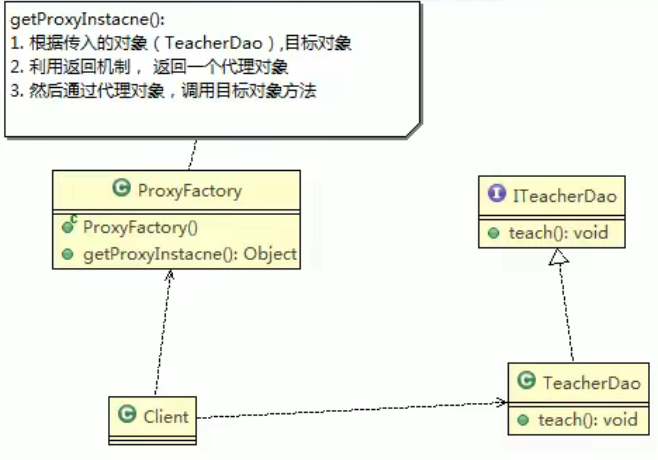 getProxyInstacne():
1. 根据传入的对象（TeacherDao）,目标对象
2. 利用返回机制， 返回一个代理对象
3. 然后通过代理对象，调用目标对象方法
C ProxyFactory
C ProxyFactory()
getProxyInstacne(): Object
I ITeacherDao
teach(): void
C TeacherDao
teach(): void
C Client